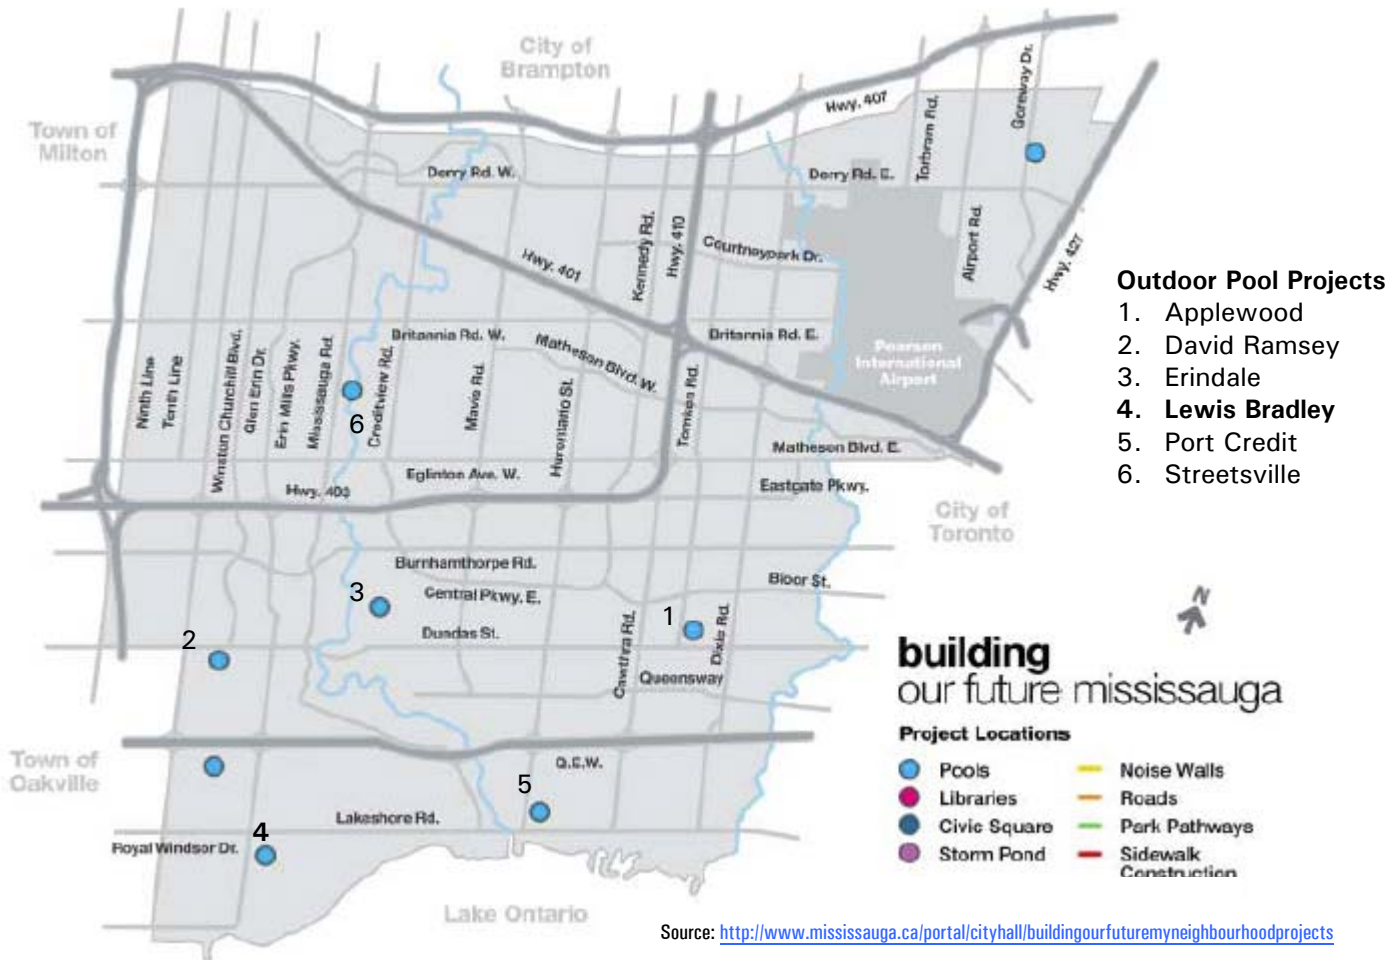 City of
Brampton
Town of
Milton
Hwy. 407
Goreway Dr.
Torbram Rd.
Derry Rd. W.
Derry Rd. E.
Kennedy Rd.
Hwy. 410
Courtneypark Dr.
Airport Rd.
Hwy. 427
Hwy. 401
Britannia Rd. W.
Matheson Blvd. W.
Britannia Rd. E.
Pearson
International
Airport
Ninth Line
Tenth Line
Winston Churchill Blvd.
Glen Erin Dr.
Erin Mills Pkwy.
Mississauga Rd.
Creditview Rd.
Mavis Rd.
Hurontario St.
Tomken Rd.
6
Matheson Blvd. E.
Eglinton Ave. W.
Hwy. 403
Eastgate Pkwy.
City of
Toronto
Burnhamthorpe Rd.
Bloor St.
3
Central Pkwy. E.
1
Dundas St.
Cawthra Rd.
Dixie Rd.
2
Queensway
Town of
Oakville
Q.E.W.
5
Lakeshore Rd.
4
Royal Windsor Dr.
Lake Ontario
Outdoor Pool Projects
1. Applewood
2. David Ramsey
3. Erindale
4. Lewis Bradley
5. Port Credit
6. Streetsville
N
building
our future mississauga
Project Locations
Pools
Libraries
Civic Square
Storm Pond
Noise Walls
Roads
Park Pathways
Sidewalk
Construction
Source: http://www.mississauga.ca/portal/cityhall/buildingourfuturemyneighbourhoodprojects